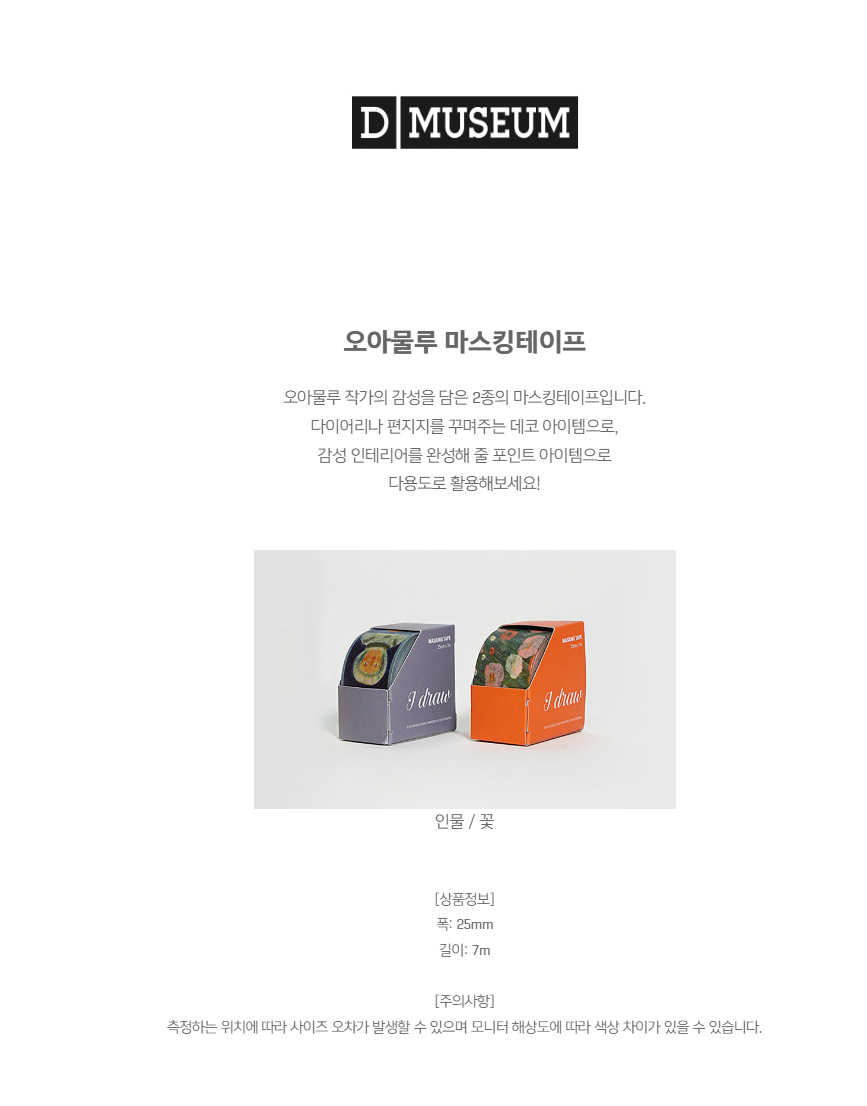 D MUSEUM
오아물루 마스킹테이프
오아물루 작가의 감성을 담은 2종의 마스킹테이프입니다.
다이어리나 편지지를 꾸며주는 데코 아이템으로,
감성 인테리어를 완성해 줄 포인트 아이템으로
다용도로 활용해보세요!
MASKING TAPE
25mm x 7m
I draw
MASKING TAPE
25mm x 7m
I draw
인물 / 꽃
[상품정보]
폭: 25mm
길이: 7m
[주의사항]
측정하는 위치에 따라 사이즈 오차가 발생할 수 있으며 모니터 해상도에 따라 색상 차이가 있을 수 있습니다.